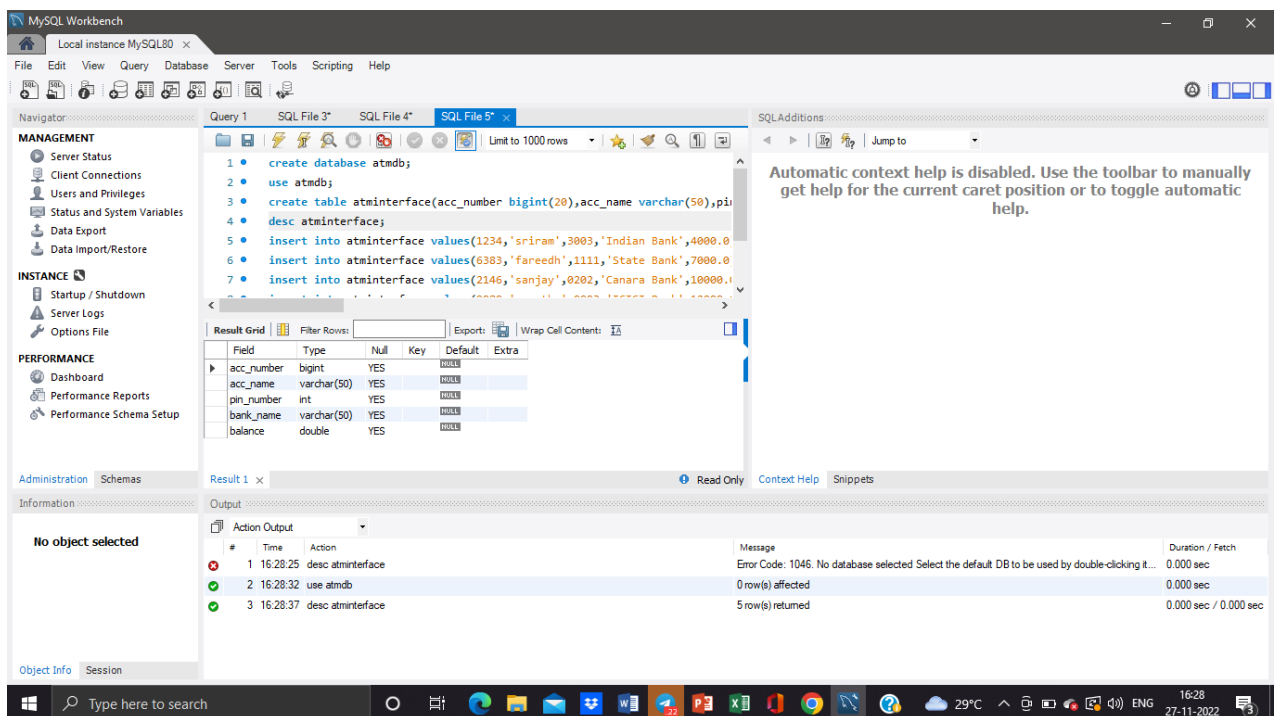 MySQL Workbench
Local instance MySQL80
File Edit View Query Database Server Tools Scripting Help
Navigator
MANAGEMENT
Server Status
Client Connections
Users and Privileges
Status and System Variables
Data Export
Data Import/Restore
INSTANCE
Startup / Shutdown
Server Logs
Options File
PERFORMANCE
Dashboard
Performance Reports
Performance Schema Setup
Administration Schemas
Information
No object selected
Object Info Session
Query 1 SQL File 3* SQL File 4* SQL File 5*
Limit to 1000 rows
1 create database atmdb;
2 use atmdb;
3 create table atminterface(acc_number bigint(20),acc_name varchar(50),pi
4 desc atminterface;
5 insert into atminterface values(1234,'sriram',3003,'Indian Bank',4000.0
6 insert into atminterface values(6383,'fareedh',1111,'State Bank',7000.0
7 insert into atminterface values(2146,'sanjay',0202,'Canara Bank',10000.
Result Grid Filter Rows: Export: Wrap Cell Content:
Field Type Null Key Default Extra
acc_number bigint YES NULL
acc_name varchar(50) YES NULL
pin_number int YES NULL
bank_name varchar(50) YES NULL
balance double YES NULL
Result 1 Read Only
SQLAdditions
Jump to
Automatic context help is disabled. Use the toolbar to manually
get help for the current caret position or to toggle automatic
help.
Context Help Snippets
Output
Action Output
# Time Action Message Duration / Fetch
1 16:28:25 desc atminterface Error Code: 1046. No database selected Select the default DB to be used by double-clicking it... 0.000 sec
2 16:28:32 use atmdb 0 row(s) affected 0.000 sec
3 16:28:37 desc atminterface 5 row(s) returned 0.000 sec / 0.000 sec
Type here to search
22
29°C
ENG
16:28
27-11-2022
3